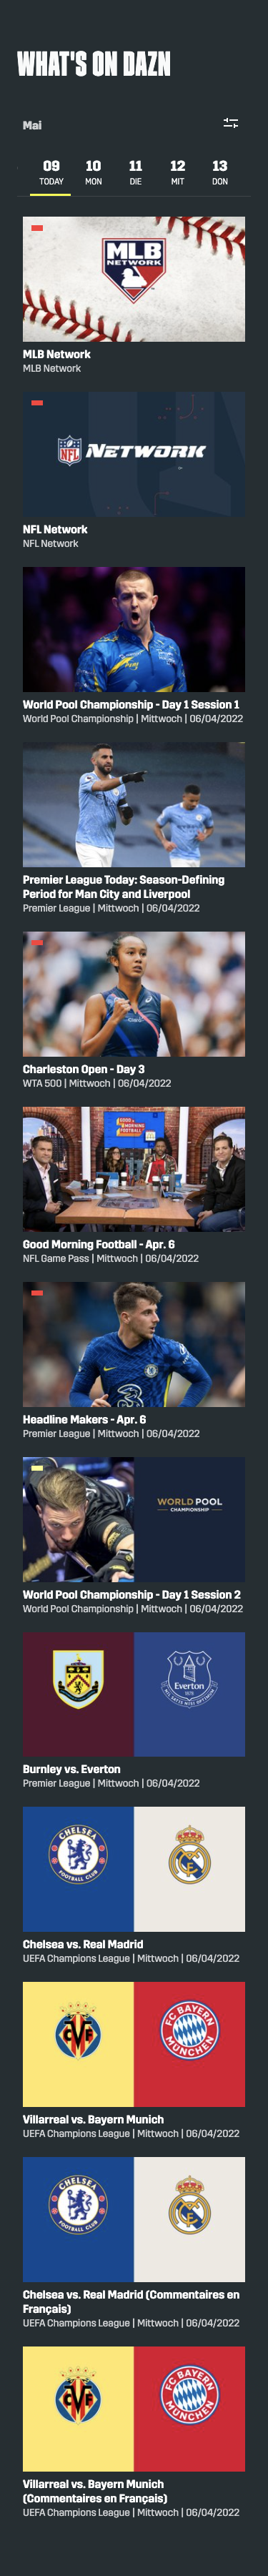 WHAT'S ON DAZN
Mai
09 10 11 12 13
TODAY MON DIE MIT DON
MLB
NETWORK
MLB Network
MLB Network
NFL NETWORK
NFL Network
NFL Network
World Pool Championship - Day 1 Session 1
World Pool Championship | Mittwoch | 06/04/2022
Premier League Today: Season-Defining
Period for Man City and Liverpool
Premier League | Mittwoch | 06/04/2022
Charleston Open - Day 3
WTA 500 | Mittwoch | 06/04/2022
GOOD MORNING
FOOTBALL
Good Morning Football - Apr. 6
NFL Game Pass | Mittwoch | 06/04/2022
3
Headline Makers - Apr. 6
Premier League | Mittwoch | 06/04/2022
WORLD POOL
CHAMPIONSHIP
World Pool Championship - Day 1 Session 2
World Pool Championship | Mittwoch | 06/04/2022
Everton
1878
Burnley vs. Everton
Premier League | Mittwoch | 06/04/2022
CHELSEA
FOOTBALL CLUB
Chelsea vs. Real Madrid
UEFA Champions League | Mittwoch | 06/04/2022
CVF
FC BAYERN
MÜNCHEN
Villarreal vs. Bayern Munich
UEFA Champions League | Mittwoch | 06/04/2022
CHELSEA
FOOTBALL CLUB
Chelsea vs. Real Madrid (Commentaires en
Français)
UEFA Champions League | Mittwoch | 06/04/2022
CVF
FC BAYERN
MÜNCHEN
Villarreal vs. Bayern Munich
(Commentaires en Français)
UEFA Champions League | Mittwoch | 06/04/2022